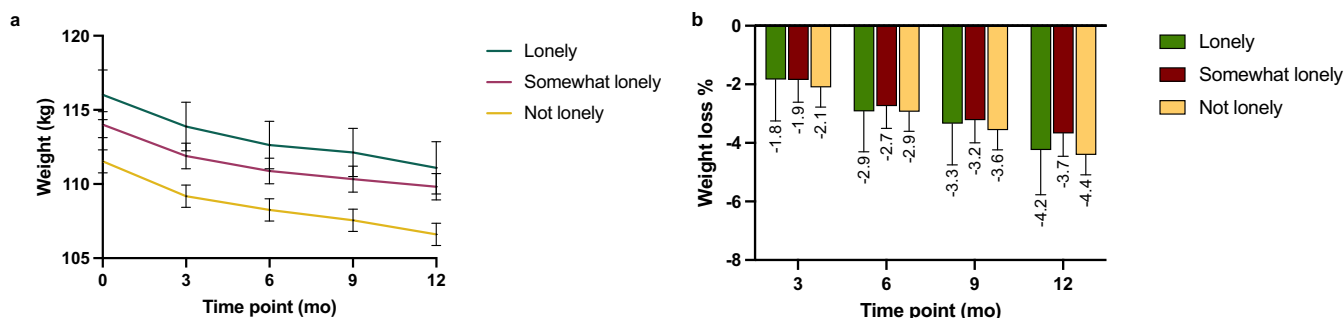 a
120
115
110
105
Weight (kg)
0 3 6 9 12
Time point (mo)
Lonely
Somewhat lonely
Not lonely
b
0
-2
-4
-6
-8
Weight loss %
-1.8 -1.9 -2.1
-2.9 -2.7 -2.9
-3.3 -3.2 -3.6
-4.2 -3.7 -4.4
3 6 9 12
Time point (mo)
Lonely
Somewhat lonely
Not lonely